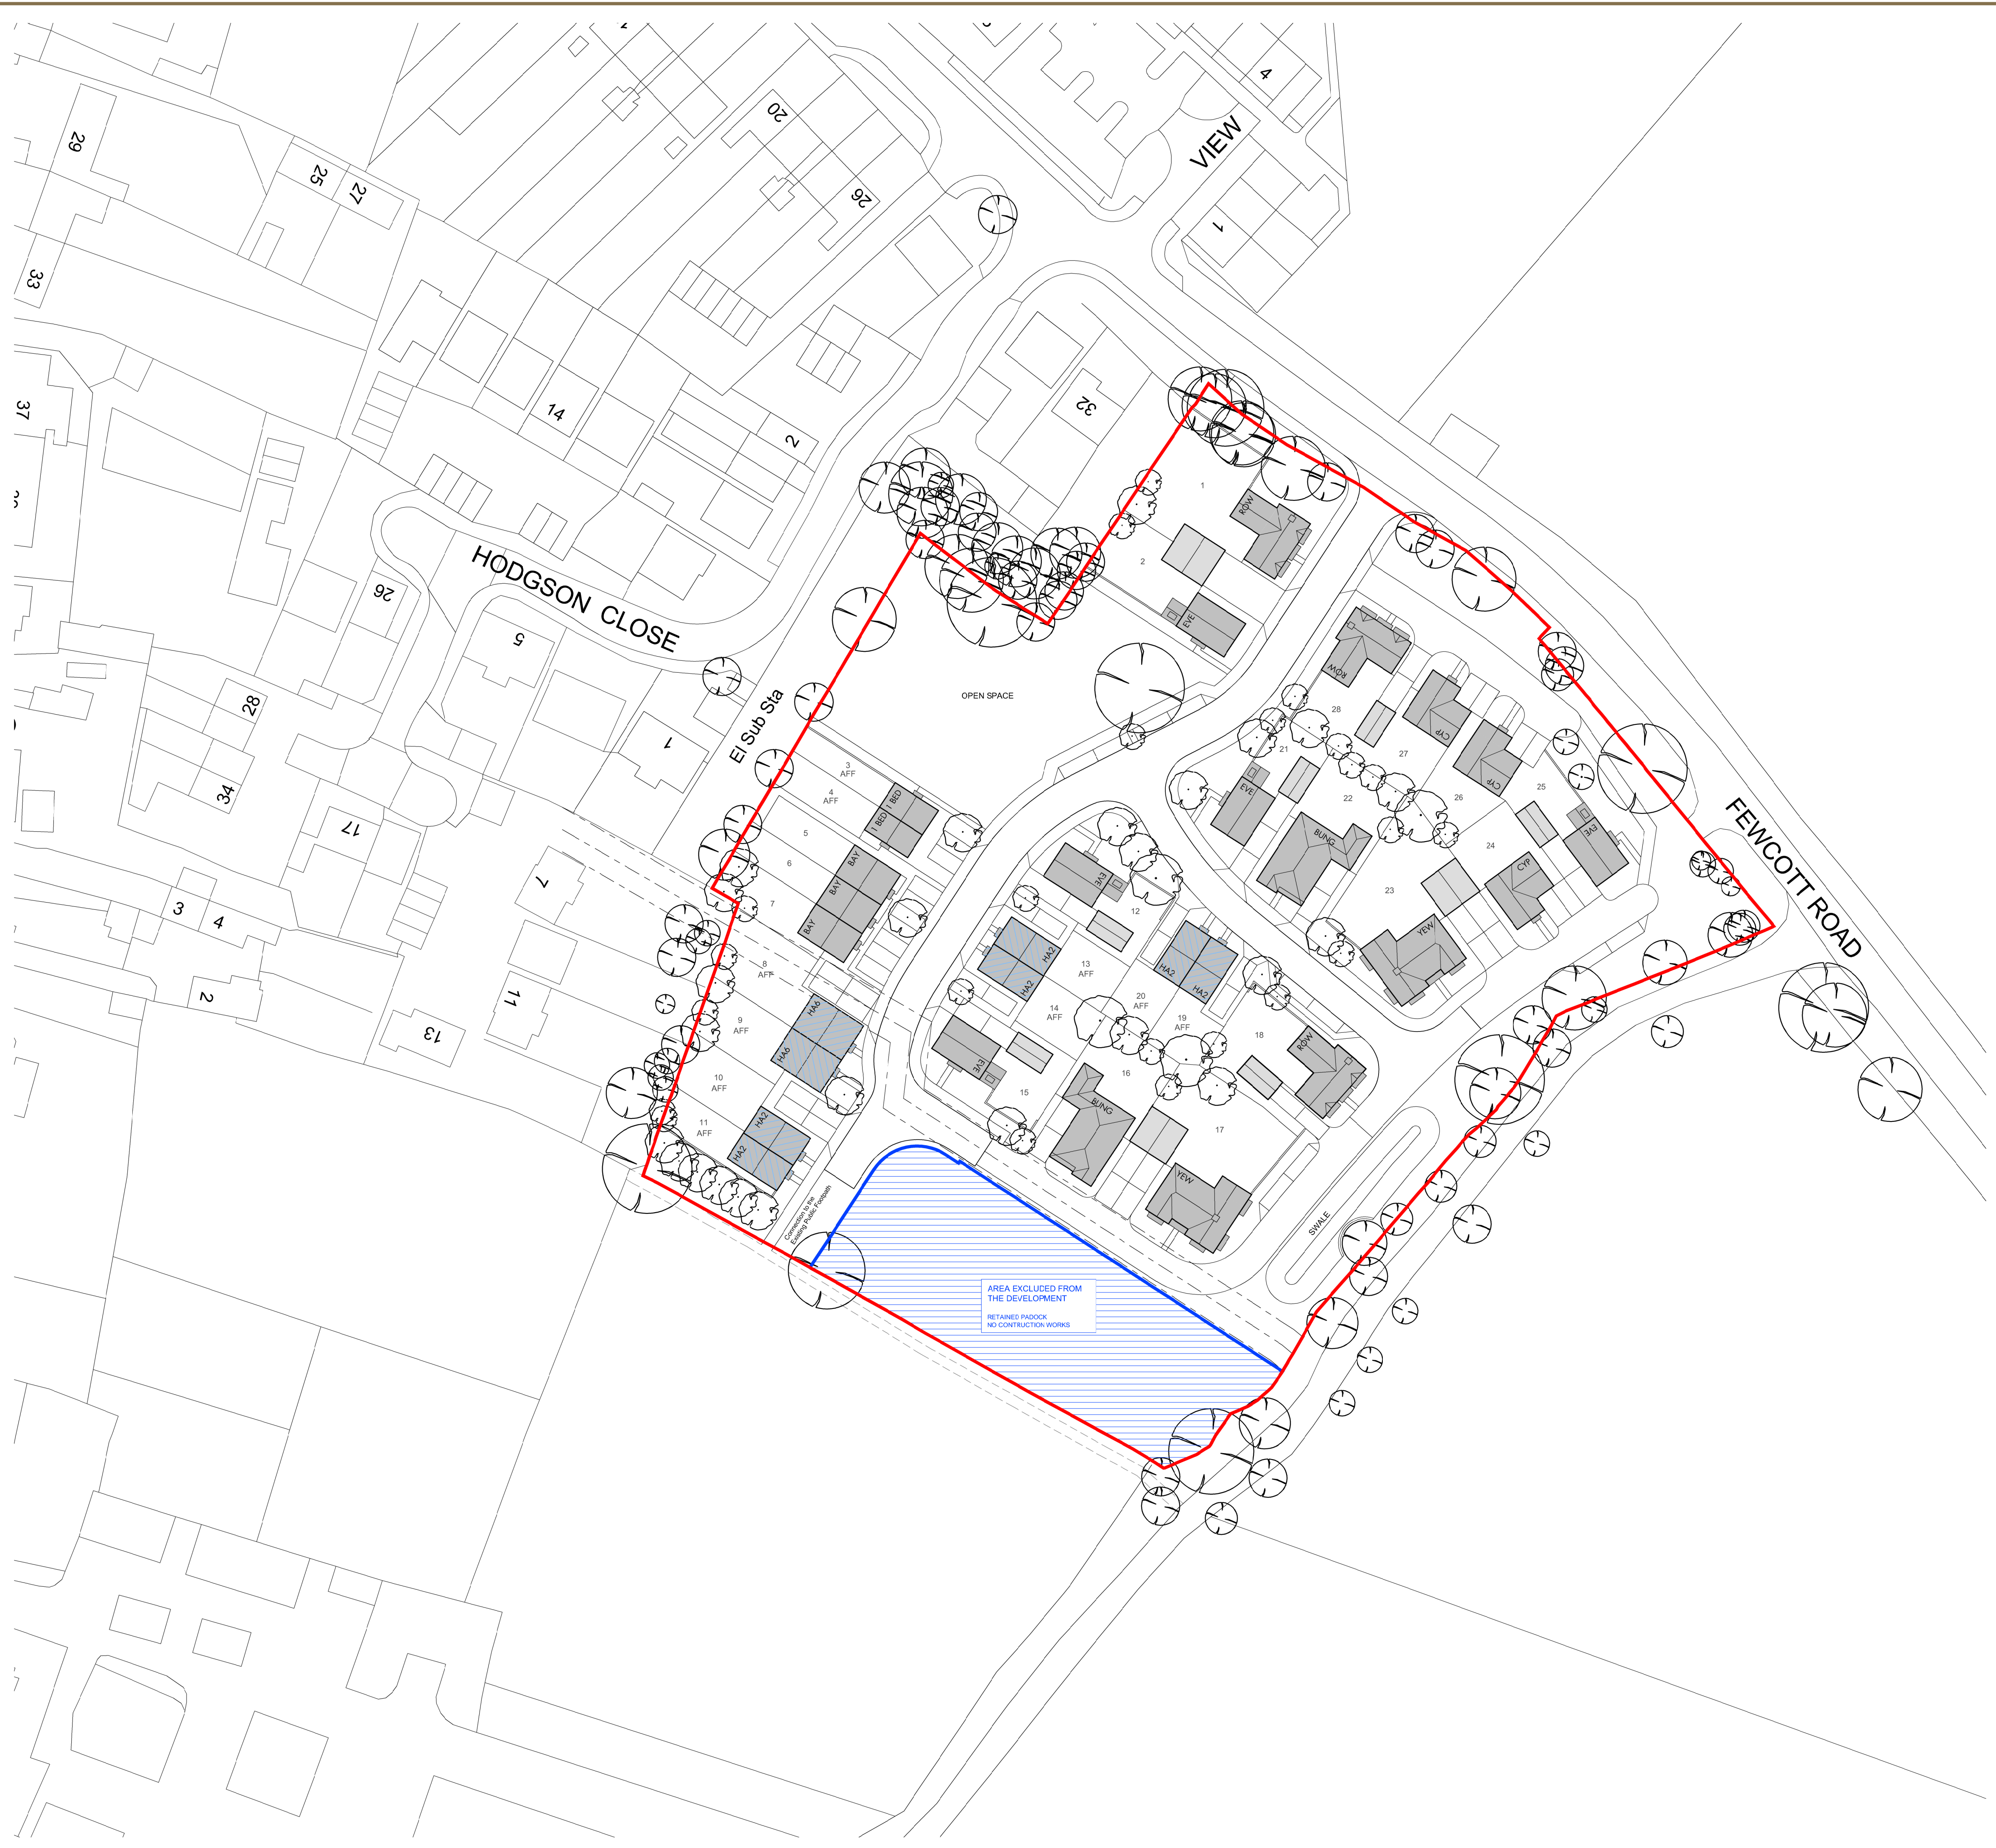 4
29
20
VIEW
25
27
26
1
33
32
37
14
2
1
ROW
2
HODGSON CLOSE
26
EVE
5
ROW
El Sub Sta
OPEN SPACE
28
28
CYP
1
21
27
CYP
3
AFF
4
AFF
1 BED
1 BED
EVE
22
26
25
34
5
17
BUNG
EVE
FEWCOTT ROAD
6
BAY
BAY
BAY
24
CYP
7
EVE
23
3
4
7
12
YEW
8
AFF
HA2
HA2
13
AFF
HA2
HA2
2
11
20
AFF
9
AFF
HA6
HA6
14
AFF
19
AFF
13
18
ROW
EVE
10
AFF
16
15
11
AFF
HA2
HA2
BUNG
17
YEW
Connection to the
Existing Public Footpath
SWALE
AREA EXCLUDED FROM
THE DEVELOPMENT
RETAINED PADOCK
NO CONTRUCTION WORKS